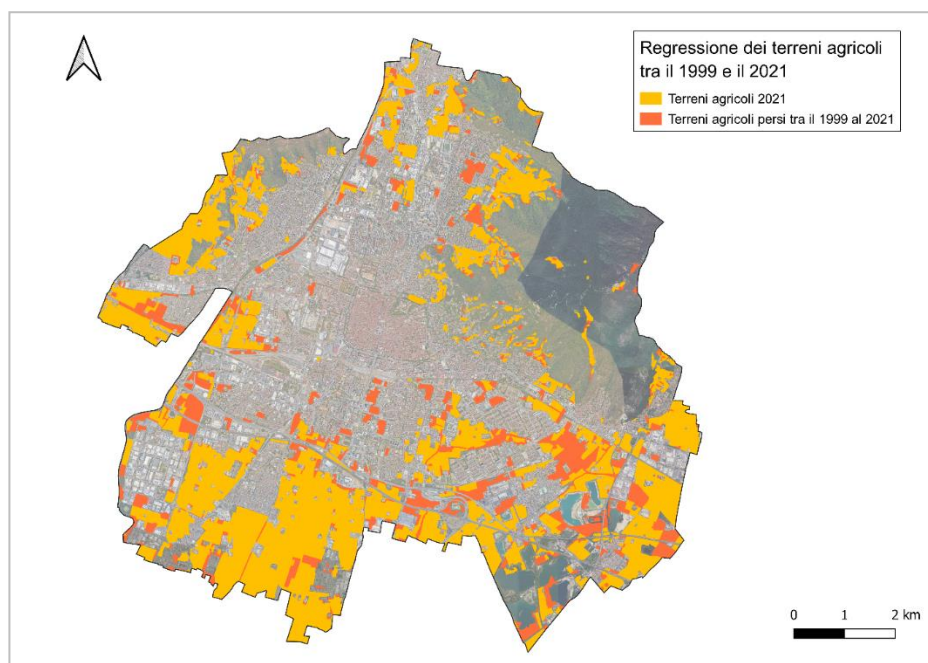 Regressione dei terreni agricoli
tra il 1999 e il 2021
Terreni agricoli 2021
Terreni agricoli persi tra il 1999 al 2021
0 1 2 km